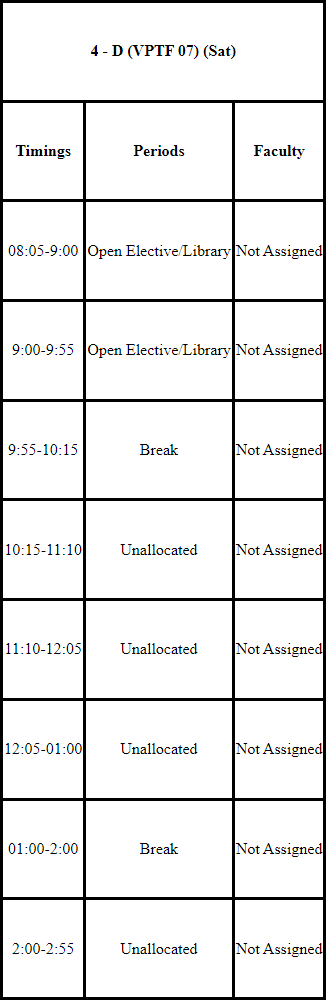 4 - D (VPTF 07) (Sat)
Timings Periods Faculty
08:05-9:00 Open Elective/Library Not Assigned
9:00-9:55 Open Elective/Library Not Assigned
9:55-10:15 Break Not Assigned
10:15-11:10 Unallocated Not Assigned
11:10-12:05 Unallocated Not Assigned
12:05-01:00 Unallocated Not Assigned
01:00-2:00 Break Not Assigned
2:00-2:55 Unallocated Not Assigned